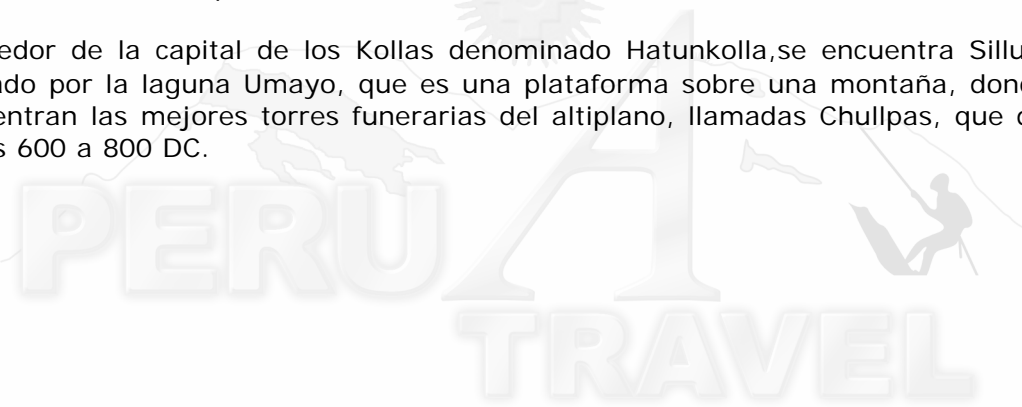 edor de la capital de los Kollas denominado Hatunkolla,se encuentra Sillu
do por la laguna Umayo, que es una plataforma sobre una montaña, don
entran las mejores torres funerarias del altiplano, llamadas Chullpas, que
s 600 a 800 DC.
PERU A
TRAVEL